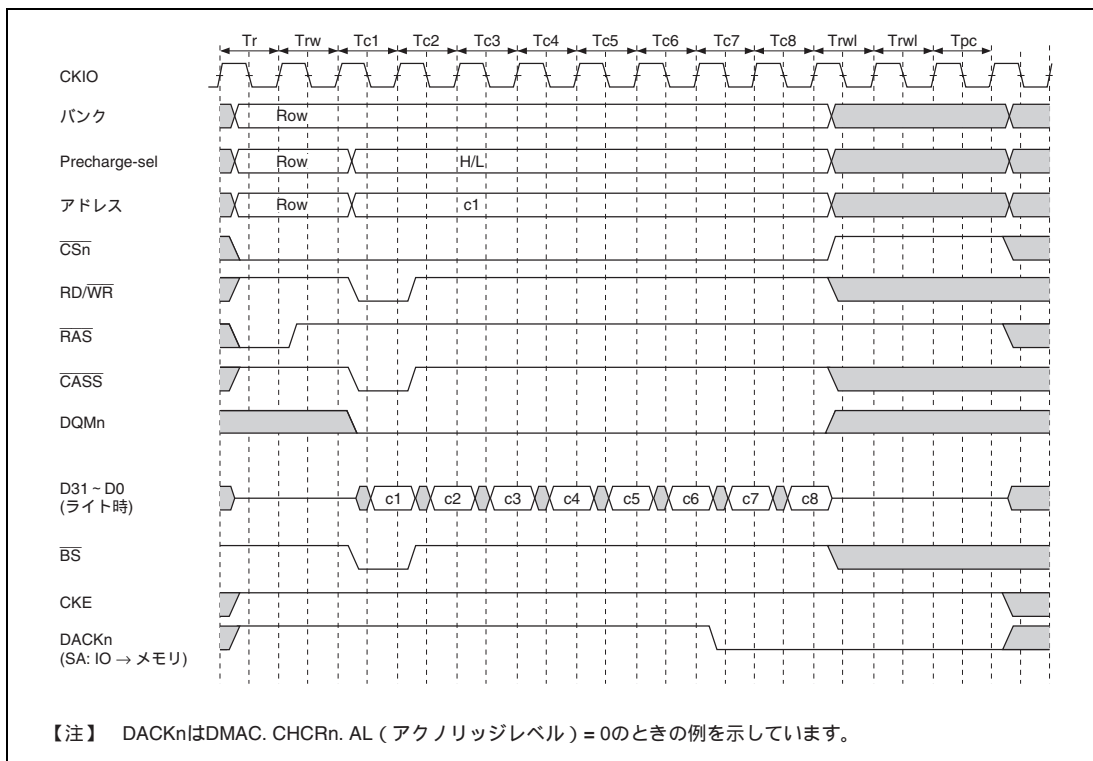 Tr Trw Tc1 Tc2 Tc3 Tc4 Tc5 Tc6 Tc7 Tc8 Trwl Trwl Tpc
CKIO
バンク Row
Precharge-sel Row H/L
アドレス Row c1
CSn
RD/WR
RAS
CASS
DQMn
D31~D0
(ライト時) c1 c2 c3 c4 c5 c6 c7 c8
BS
CKE
DACKn
(SA: IO → メモリ)
【注】 DACKnはDMAC. CHCRn. AL（アクノリッジレベル）= 0のときの例を示しています。